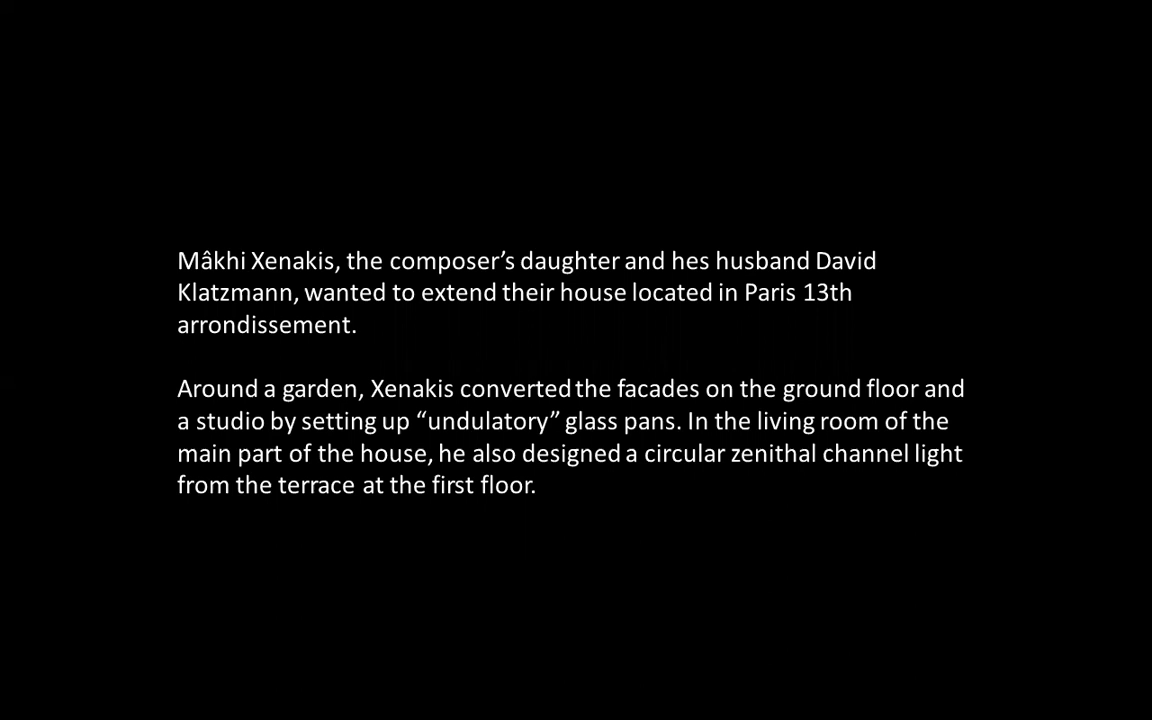 Mâkhi Xenakis, the composer’s daughter and hes husband David
Klatzmann, wanted to extend their house located in Paris 13th
arrondissement.
Around a garden, Xenakis converted the facades on the ground floor and
a studio by setting up “undulatory” glass pans. In the living room of the
main part of the house, he also designed a circular zenithal channel light
from the terrace at the first floor.